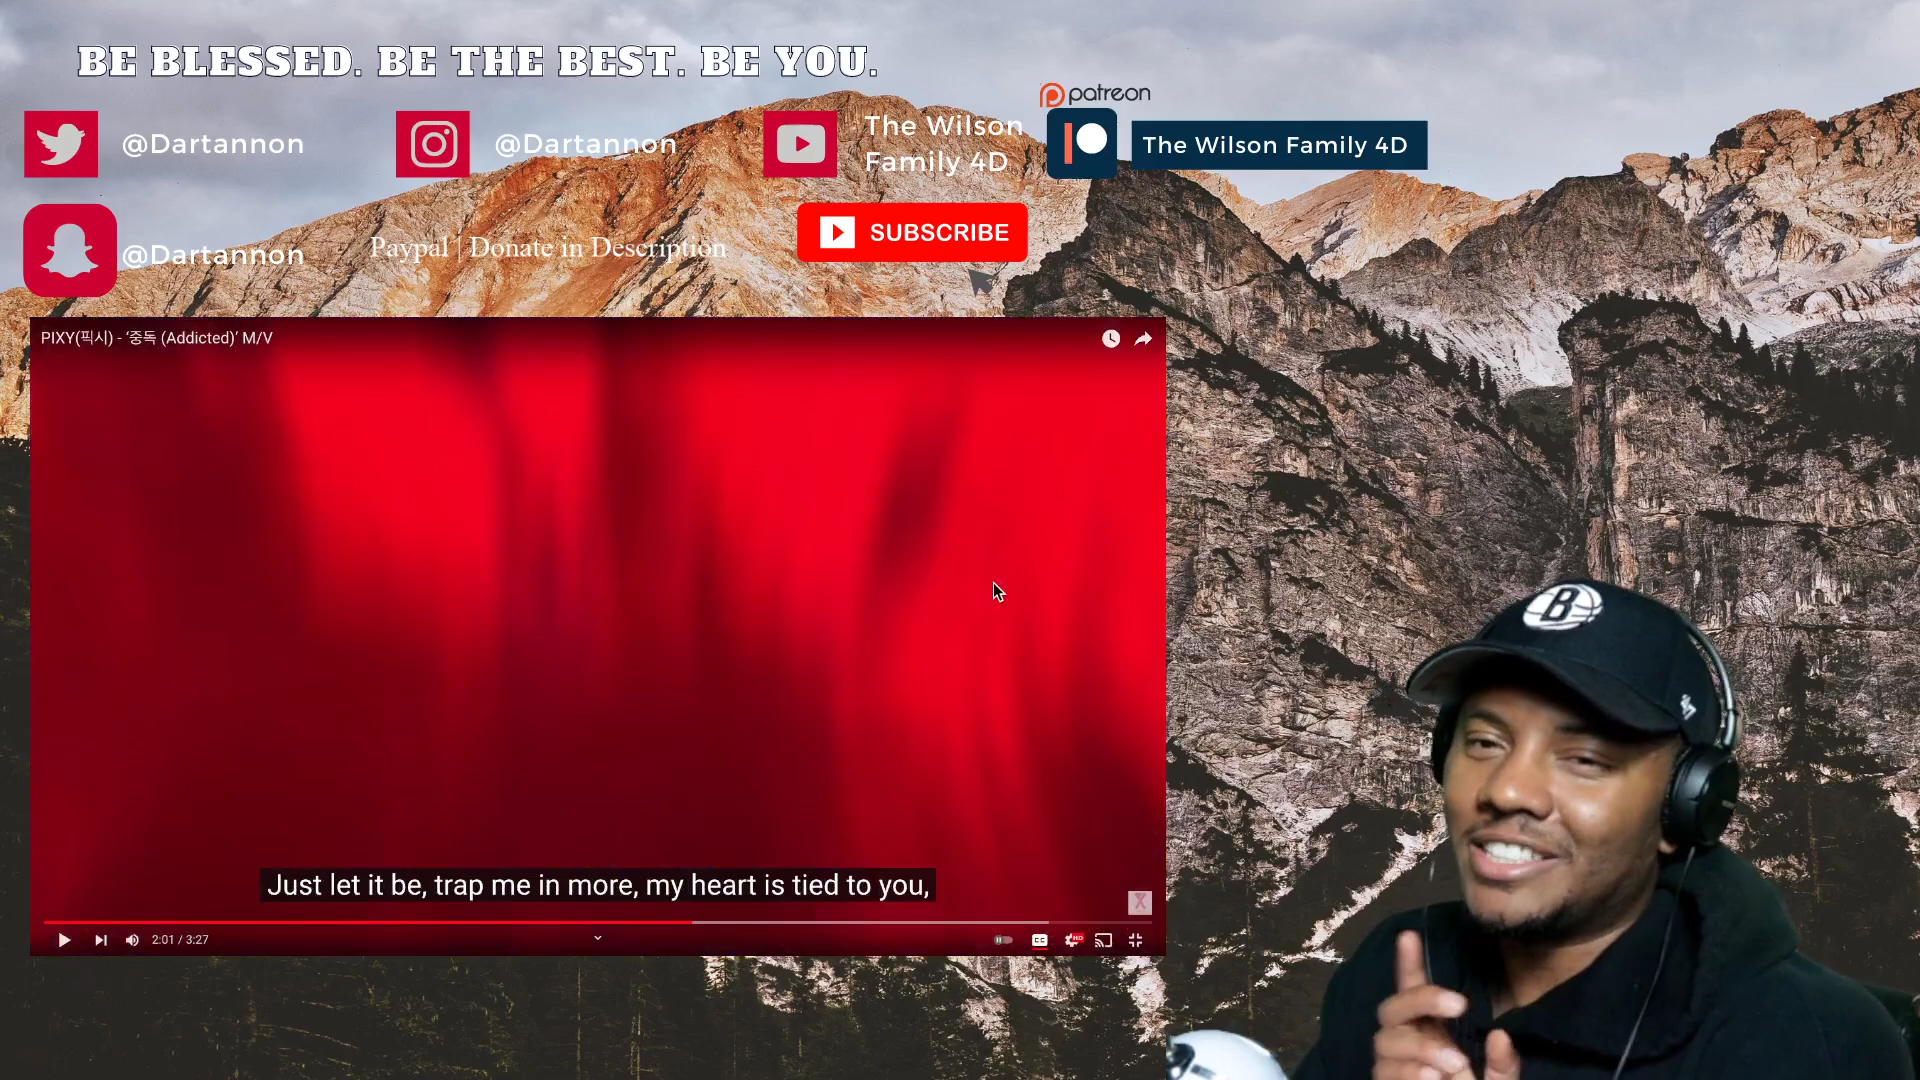 BE BLESSED. BE THE BEST. BE YOU.
patreon
@Dartannon
@Dartannon
The Wilson
Family 4D
The Wilson Family 4D
@Dartannon
Paypal | Donate in Description
SUBSCRIBE
PIXY(픽시) - ‘중독 (Addicted)’ M/V
B
Just let it be, trap me in more, my heart is tied to you,
X
2:01 / 3:27
CC
HD